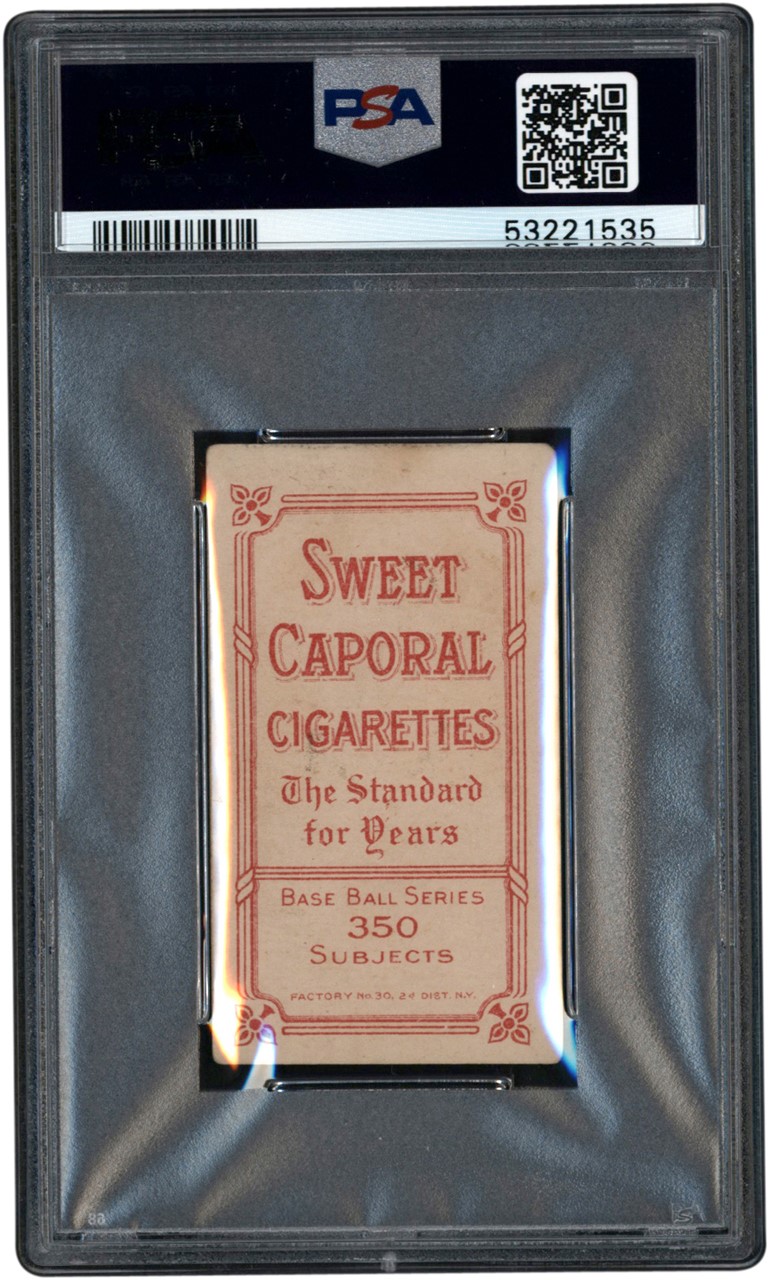 PSA
53221535
SWEET
CAPORAL
CIGARETTES
The Standard
for Years
BASE BALL SERIES
350
SUBJECTS
FACTORY No. 30, 2d DIST. N.Y.